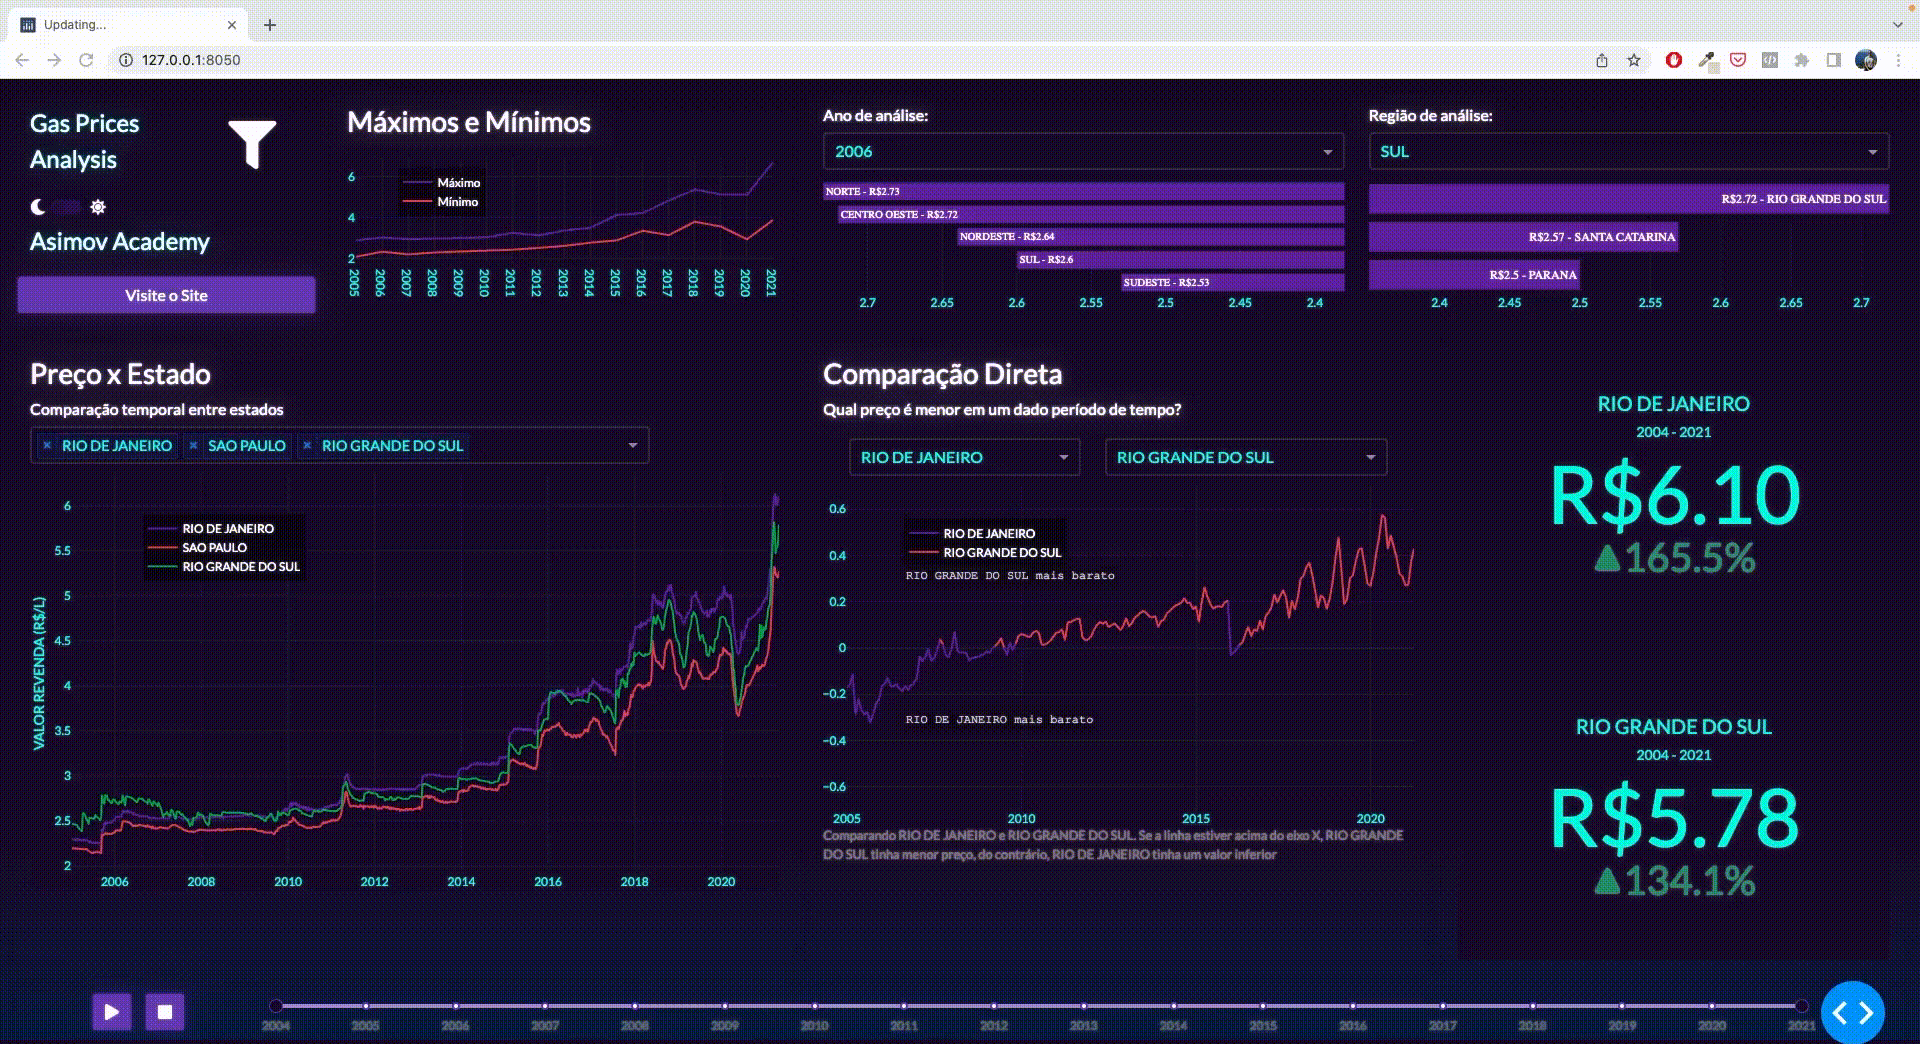 Updating...
127.0.0.1:8050
Gas Prices
Analysis
Asimov Academy
Visite o Site
Máximos e Mínimos
6
4
2
Máximo
Mínimo
2005 2006 2007 2008 2009 2010 2011 2012 2013 2014 2015 2016 2017 2018 2019 2020 2021
Ano de análise:
2006
NORTE - R$2.73
CENTRO OESTE - R$2.72
NORDESTE - R$2.64
SUL - R$2.6
SUDESTE - R$2.53
2.7 2.65 2.6 2.55 2.5 2.45 2.4
Região de análise:
SUL
R$2.72 - RIO GRANDE DO SUL
R$2.57 - SANTA CATARINA
R$2.5 - PARANA
2.4 2.45 2.5 2.55 2.6 2.65 2.7
Preço x Estado
Comparação temporal entre estados
× RIO DE JANEIRO × SAO PAULO × RIO GRANDE DO SUL
VALOR REVENDA (R$/L)
6
5.5
5
4.5
4
3.5
3
2.5
2
RIO DE JANEIRO
SAO PAULO
RIO GRANDE DO SUL
2006 2008 2010 2012 2014 2016 2018 2020
Comparação Direta
Qual preço é menor em um dado período de tempo?
RIO DE JANEIRO
RIO GRANDE DO SUL
0.6
0.4
0.2
0
−0.2
−0.4
−0.6
RIO DE JANEIRO
RIO GRANDE DO SUL
RIO GRANDE DO SUL mais barato
RIO DE JANEIRO mais barato
2005 2010 2015 2020
Comparando RIO DE JANEIRO e RIO GRANDE DO SUL. Se a linha estiver acima do eixo X, RIO GRANDE
DO SUL tinha menor preço, do contrário, RIO DE JANEIRO tinha um valor inferior
RIO DE JANEIRO
2004 - 2021
R$6.10
▲165.5%
RIO GRANDE DO SUL
2004 - 2021
R$5.78
▲134.1%
2004 2005 2006 2007 2008 2009 2010 2011 2012 2013 2014 2015 2016 2017 2018 2019 2020 2021